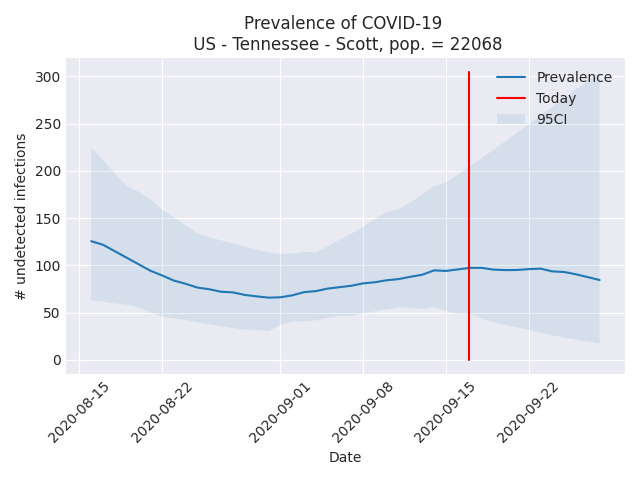 Prevalence of COVID-19
US - Tennessee - Scott, pop. = 22068
Prevalence
Today
95CI
# undetected infections
300
250
200
150
100
50
0
2020-08-15
2020-08-22
2020-09-01
2020-09-08
2020-09-15
2020-09-22
Date